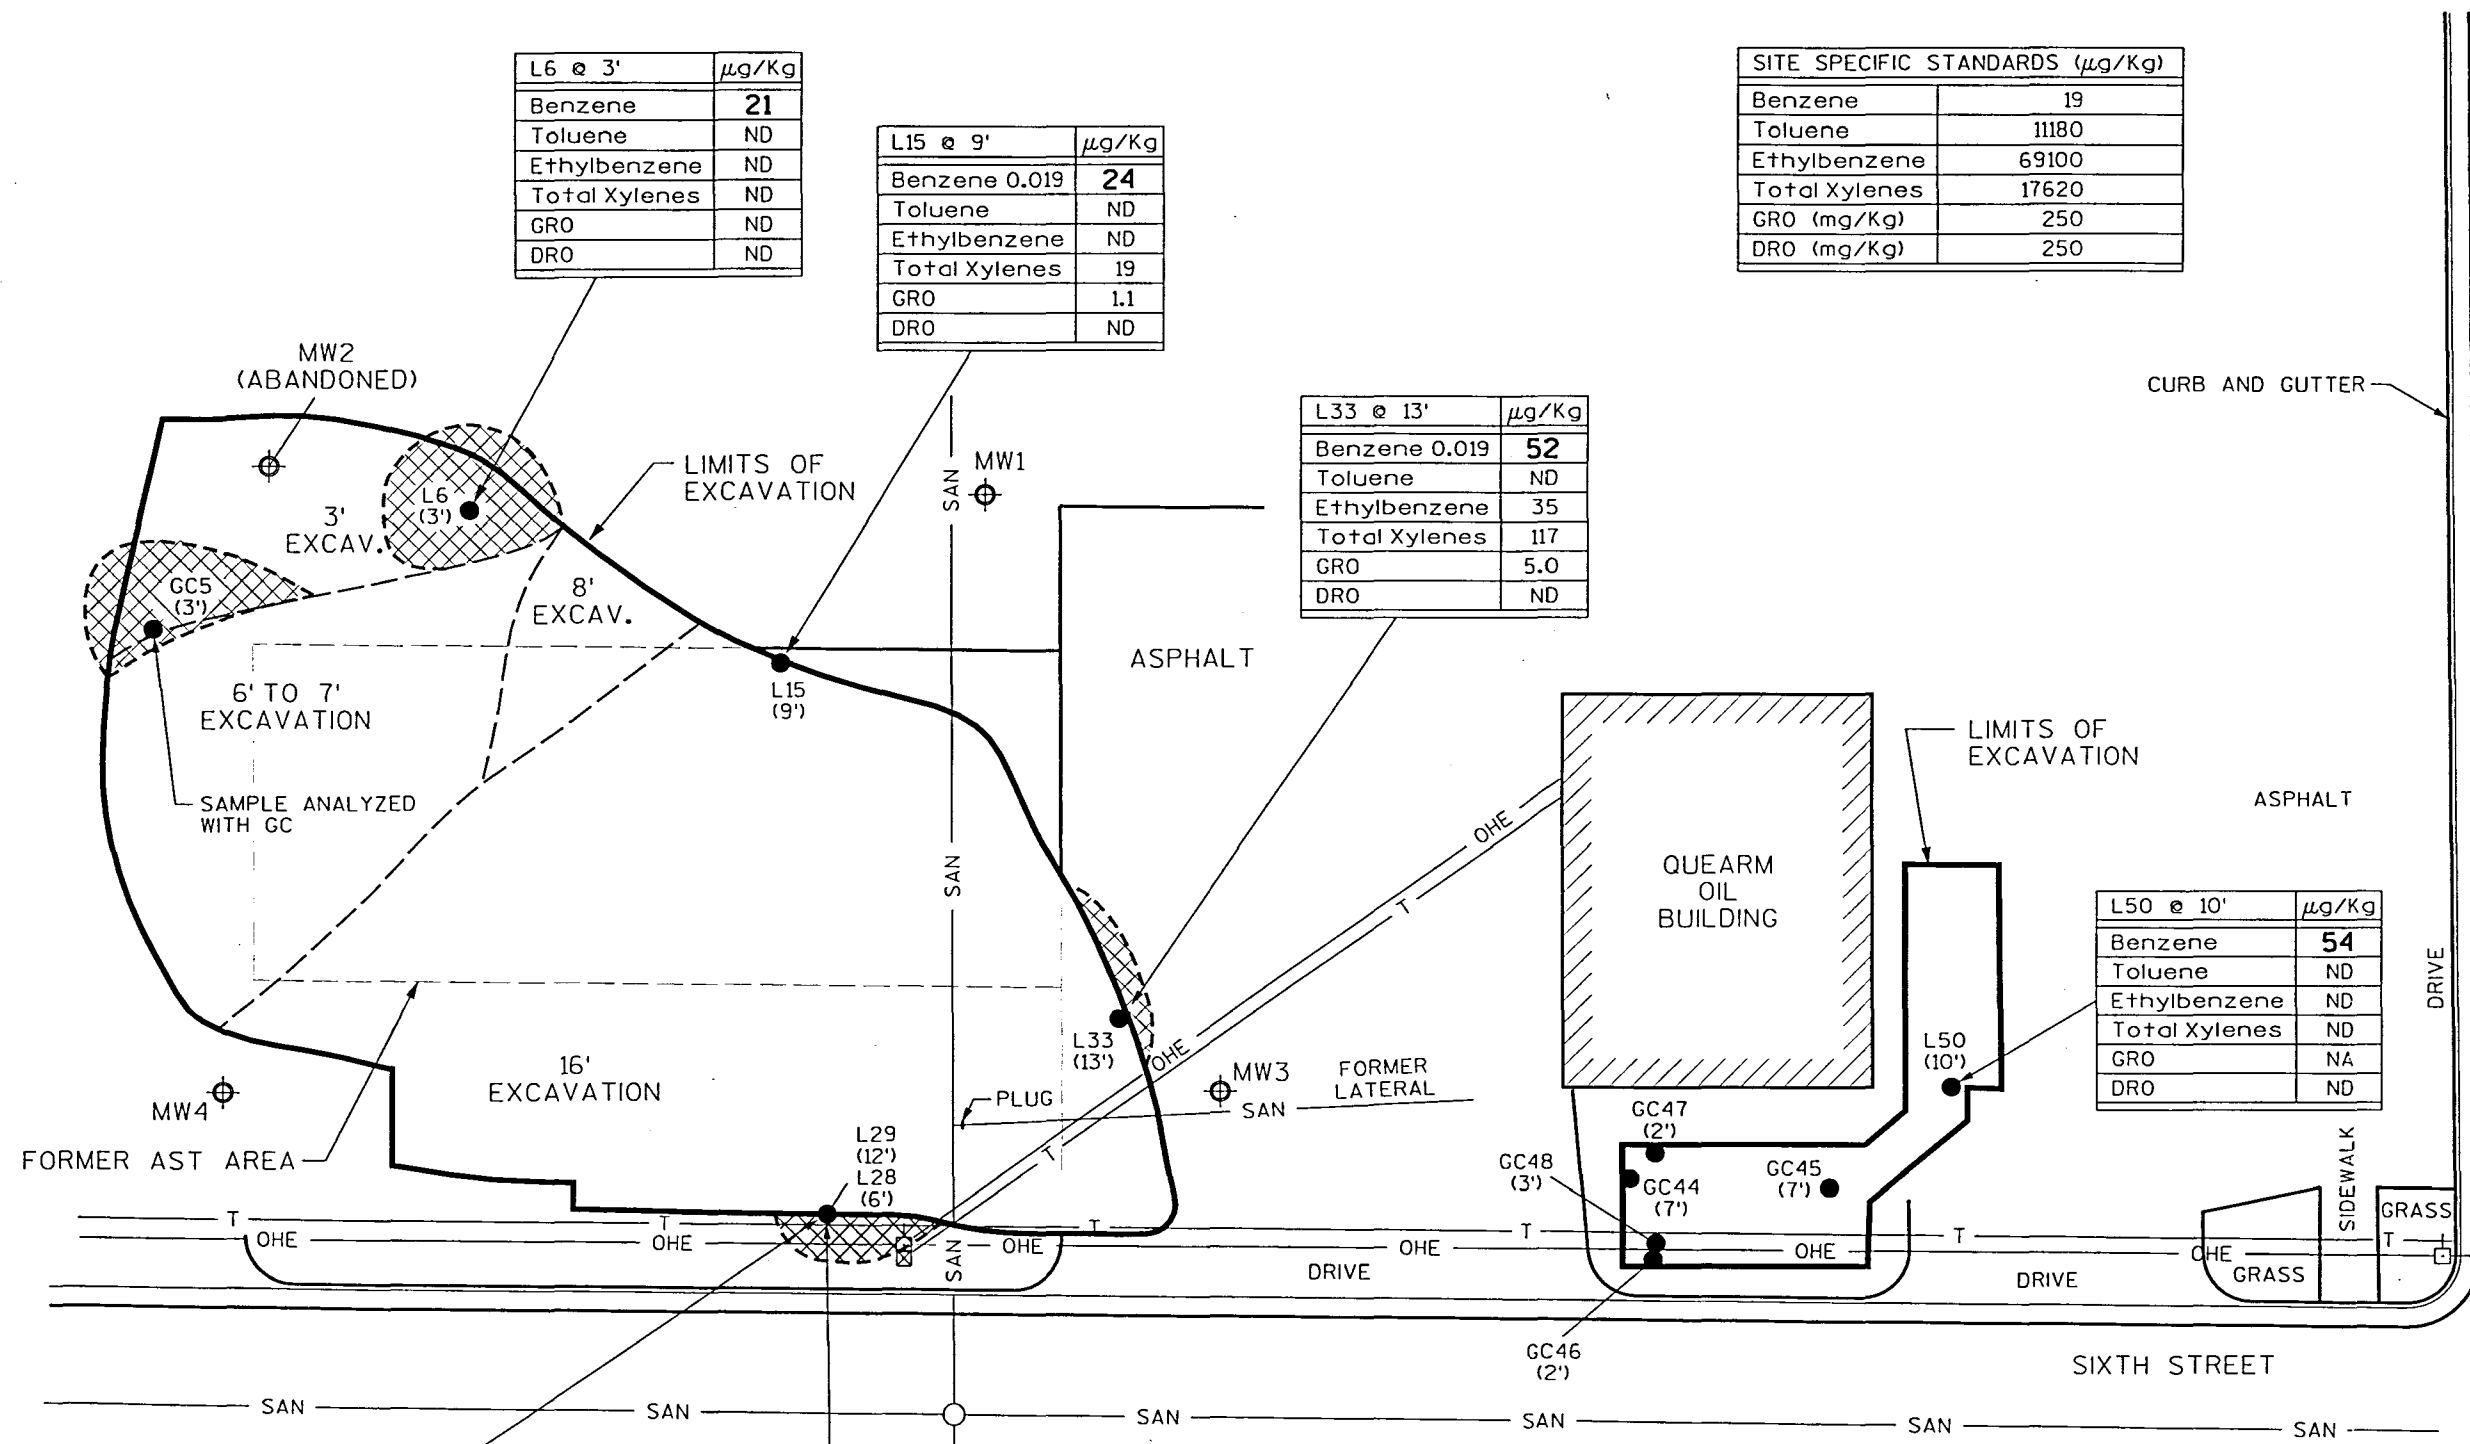 L6 @ 3' µg/Kg
Benzene 21
Toluene ND
Ethylbenzene ND
Total Xylenes ND
GRO ND
DRO ND
L15 @ 9' µg/Kg
Benzene 0.019 24
Toluene ND
Ethylbenzene ND
Total Xylenes 19
GRO 1.1
DRO ND
SITE SPECIFIC STANDARDS (µg/Kg)
Benzene 19
Toluene 11180
Ethylbenzene 69100
Total Xylenes 17620
GRO (mg/Kg) 250
DRO (mg/Kg) 250
MW2
(ABANDONED)
CURB AND GUTTER
L33 @ 13' µg/Kg
Benzene 0.019 52
Toluene ND
Ethylbenzene 35
Total Xylenes 117
GRO 5.0
DRO ND
LIMITS OF
EXCAVATION
SAN
MW1
L6
(3')
3'
EXCAV.
GC5
(3')
8'
EXCAV.
ASPHALT
L15
(9')
6' TO 7'
EXCAVATION
LIMITS OF
EXCAVATION
SAMPLE ANALYZED
WITH GC
ASPHALT
OHE
T
SAN
QUEARM
OIL
BUILDING
L50 @ 10' µg/Kg
Benzene 54
Toluene ND
Ethylbenzene ND
Total Xylenes ND
GRO NA
DRO ND
DRIVE
L33
(13')
OHE
L50
(10')
16'
EXCAVATION
MW3
FORMER
LATERAL
MW4
PLUG
SAN
T
FORMER AST AREA
L29
(12')
L28
(6')
GC47
(2')
GC48
(3')
GC44
(7')
GC45
(7')
SIDEWALK
GRASS
T T T T T T
OHE OHE OHE OHE OHE OHE
SAN
DRIVE
DRIVE
GRASS
GC46
(2')
SIXTH STREET
SAN SAN SAN SAN SAN SAN